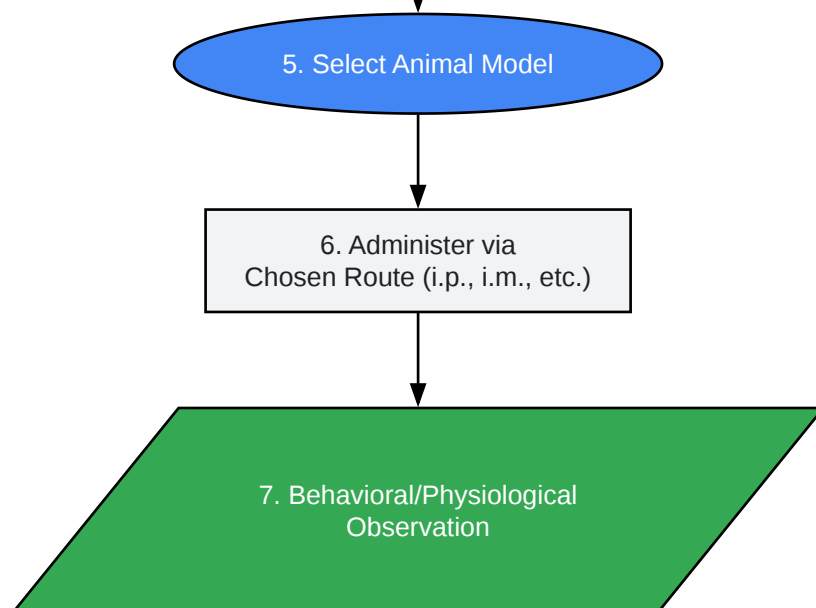 5. Select Animal Model
6. Administer via
Chosen Route (i.p., i.m., etc.)
7. Behavioral/Physiological
Observation